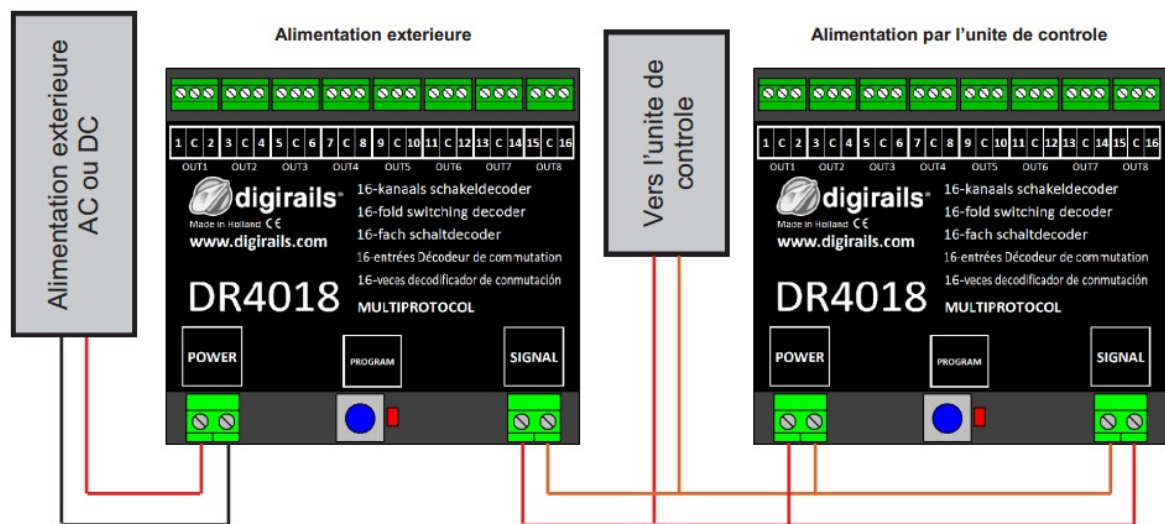 Alimentation exterieure
AC ou DC
Alimentation exterieure
1 C 2 3 C 4 5 C 6 7 C 8 9 C 10 11 C 12 13 C 14 15 C 16
OUT1 OUT2 OUT3 OUT4 OUT5 OUT6 OUT7 OUT8
digirails®
Made in Holland CE
www.digirails.com
16-kanaals schakeldecoder
16-fold switching decoder
16-fach schaltdecoder
16-entrées Décodeur de commutation
16-veces decodificador de conmutación
DR4018 MULTIPROTOCOL
POWER
PROGRAM
SIGNAL
Vers l'unite de
controle
Alimentation par l'unite de controle
1 C 2 3 C 4 5 C 6 7 C 8 9 C 10 11 C 12 13 C 14 15 C 16
OUT1 OUT2 OUT3 OUT4 OUT5 OUT6 OUT7 OUT8
digirails®
Made in Holland CE
www.digirails.com
16-kanaals schakeldecoder
16-fold switching decoder
16-fach schaltdecoder
16-entrées Décodeur de commutation
16-veces decodificador de conmutación
DR4018 MULTIPROTOCOL
POWER
PROGRAM
SIGNAL